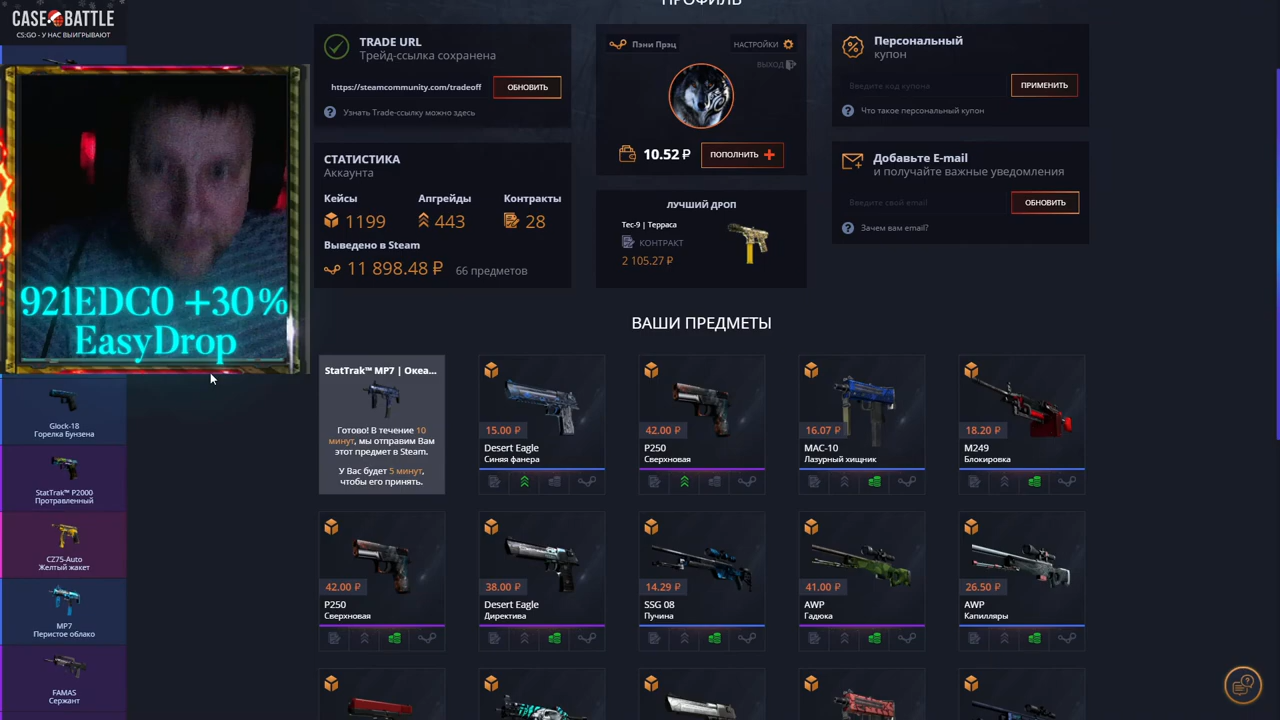 CASE BATTLE
CS:GO - У НАС ВЫИГРЫВАЮТ
ПРОФИЛЬ
TRADE URL
Трейд-ссылка сохранена
https://steamcommunity.com/tradeoff
ОБНОВИТЬ
Узнать Trade-ссылку можно здесь
СТАТИСТИКА
Аккаунта
Кейсы
Апгрейды
Контракты
1199
443
28
Выведено в Steam
11 898.48 ₽
66 предметов
Пэни Прэц
НАСТРОЙКИ
ВЫХОД
10.52 ₽
ПОПОЛНИТЬ
ЛУЧШИЙ ДРОП
Тес-9 | Терраса
КОНТРАКТ
2 105.27 ₽
Персональный
купон
Введите код купона
ПРИМЕНИТЬ
Что такое персональный купон
Добавьте E-mail
и получайте важные уведомления
Введите свой email
ОБНОВИТЬ
Зачем вам email?
921EDC0 +30%
EasyDrop
Glock-18
Горелка Бунзена
StatTrak™ P2000
Протравленный
CZ75-Auto
Желтый жакет
MP7
Перистое облако
FAMAS
Сержант
ВАШИ ПРЕДМЕТЫ
StatTrak™ MP7 | Океа...
Готово! В течение 10
минут, мы отправим Вам
этот предмет в Steam.
У Вас будет 5 минут,
чтобы его принять.
15.00 ₽
Desert Eagle
Синяя фанера
42.00 ₽
P250
Сверхновая
16.07 ₽
MAC-10
Лазурный хищник
18.20 ₽
M249
Блокировка
42.00 ₽
P250
Сверхновая
38.00 ₽
Desert Eagle
Директива
14.29 ₽
SSG 08
Пучина
41.00 ₽
AWP
Гадюка
26.50 ₽
AWP
Капилляры